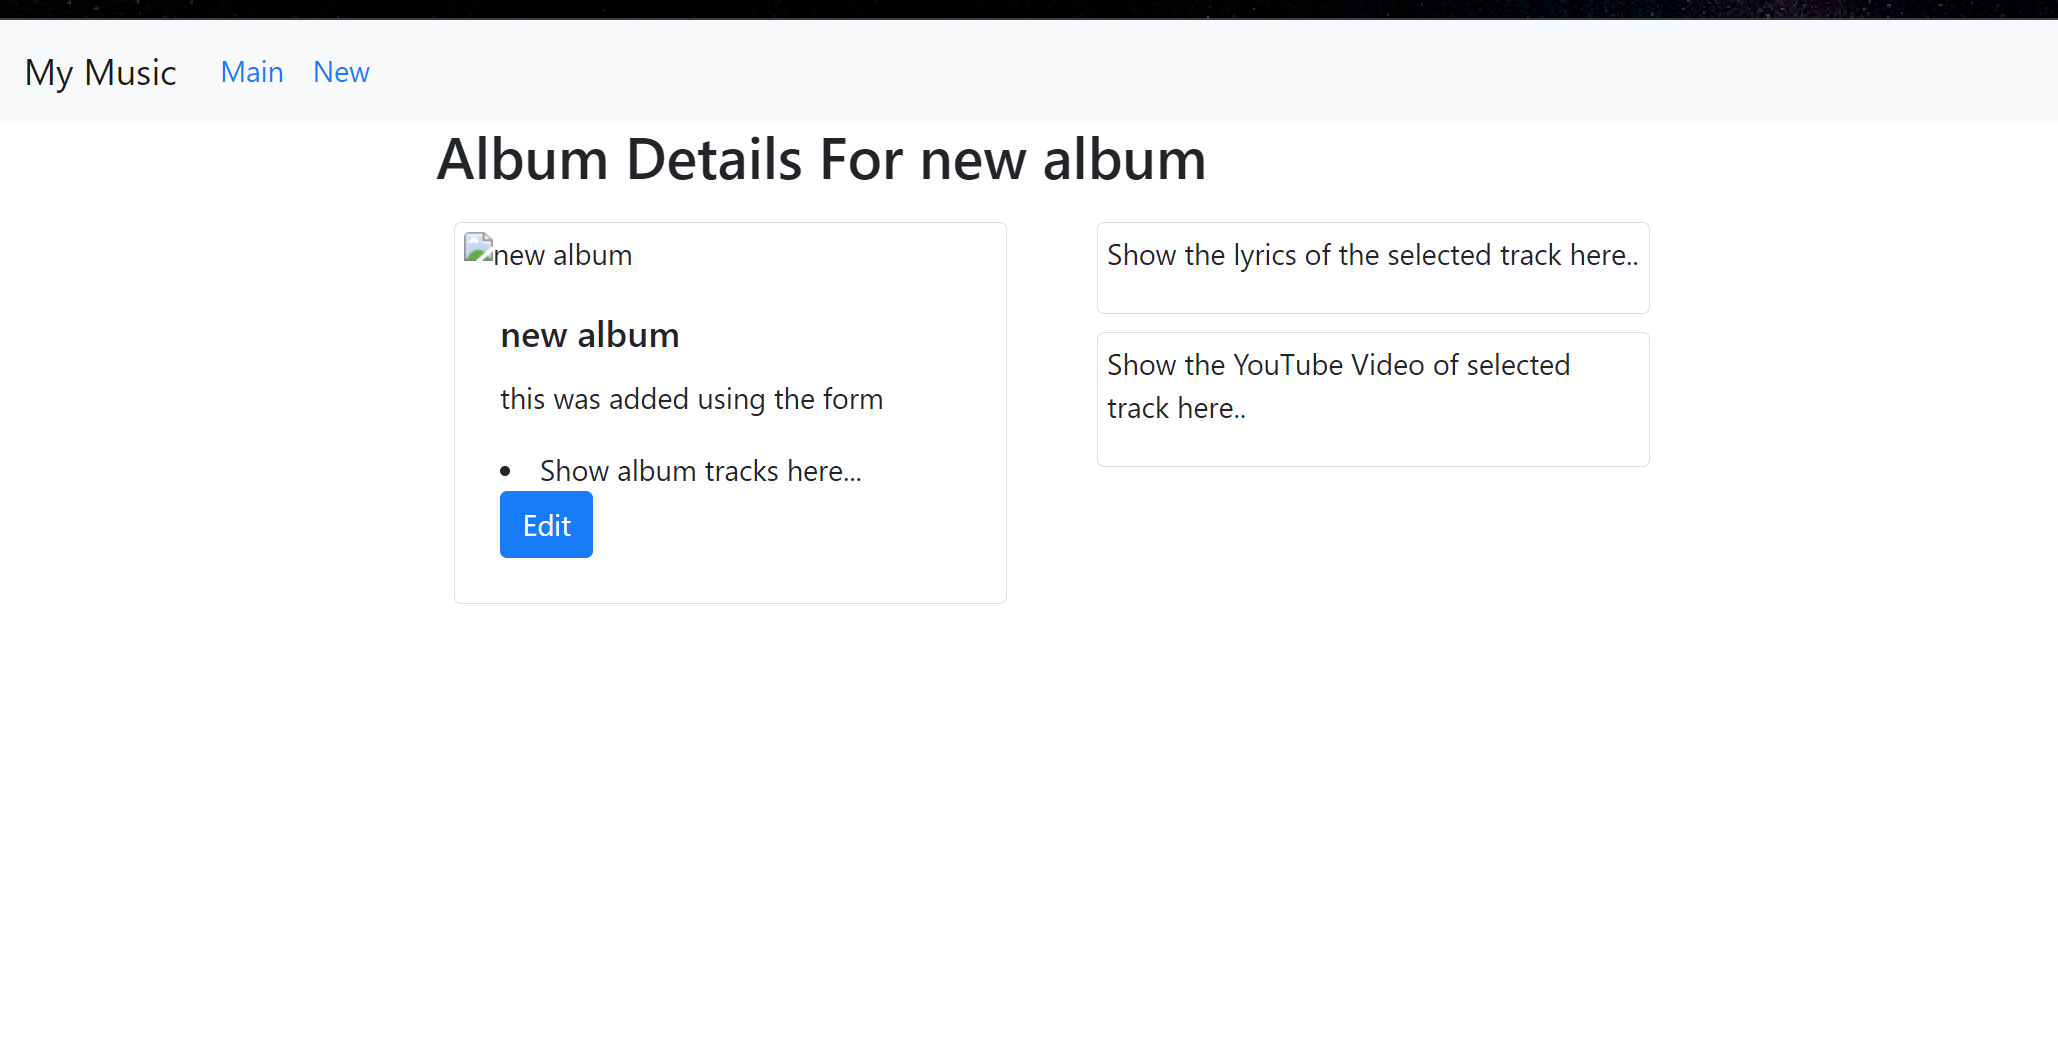 My Music Main New
Album Details For new album
new album
new album
this was added using the form
Show album tracks here...
Edit
Show the lyrics of the selected track here..
Show the YouTube Video of selected
track here..